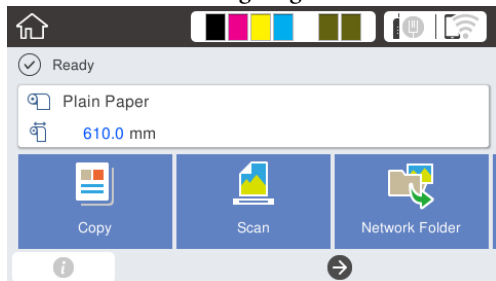 Ready
Plain Paper
610.0 mm
Copy
Scan
Network Folder